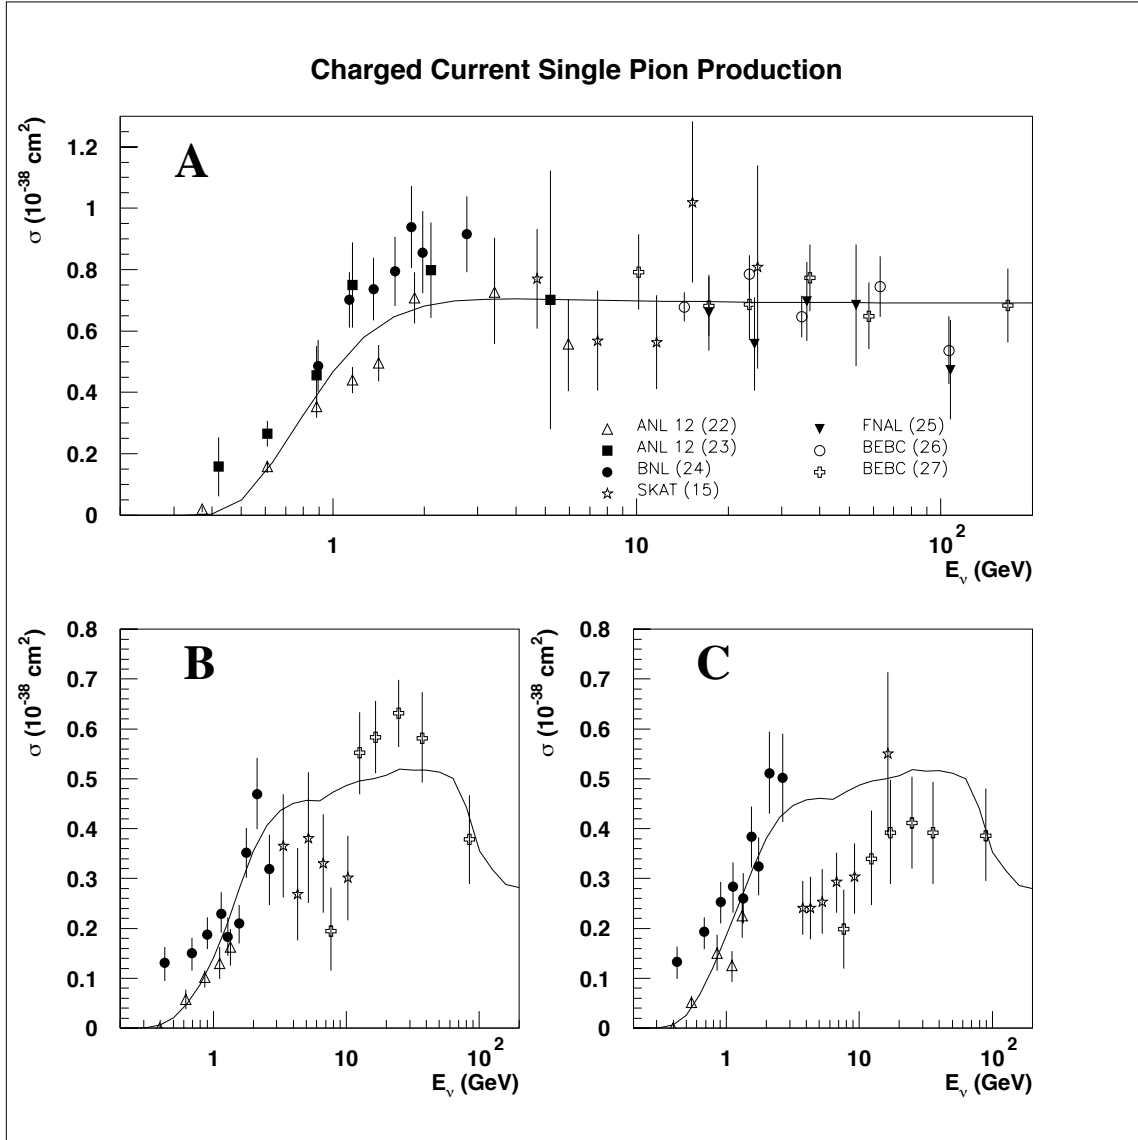 Charged Current Single Pion Production
A
σ (10⁻³⁸ cm²)
1.2
1
0.8
0.6
0.4
0.2
0
ANL 12 (22)
ANL 12 (23)
BNL (24)
SKAT (15)
FNAL (25)
BEBC (26)
BEBC (27)
1 10 10²
E_ν (GeV)
B
σ (10⁻³⁸ cm²)
0.8
0.7
0.6
0.5
0.4
0.3
0.2
0.1
0
1 10 10²
E_ν (GeV)
C
σ (10⁻³⁸ cm²)
0.8
0.7
0.6
0.5
0.4
0.3
0.2
0.1
0
1 10 10²
E_ν (GeV)